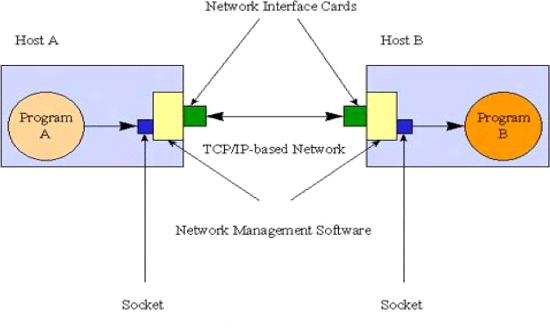 Network Interface Cards
Host A
Host B
Program
A
Program
B
TCP/IP-based Network
Network Management Software
Socket
Socket